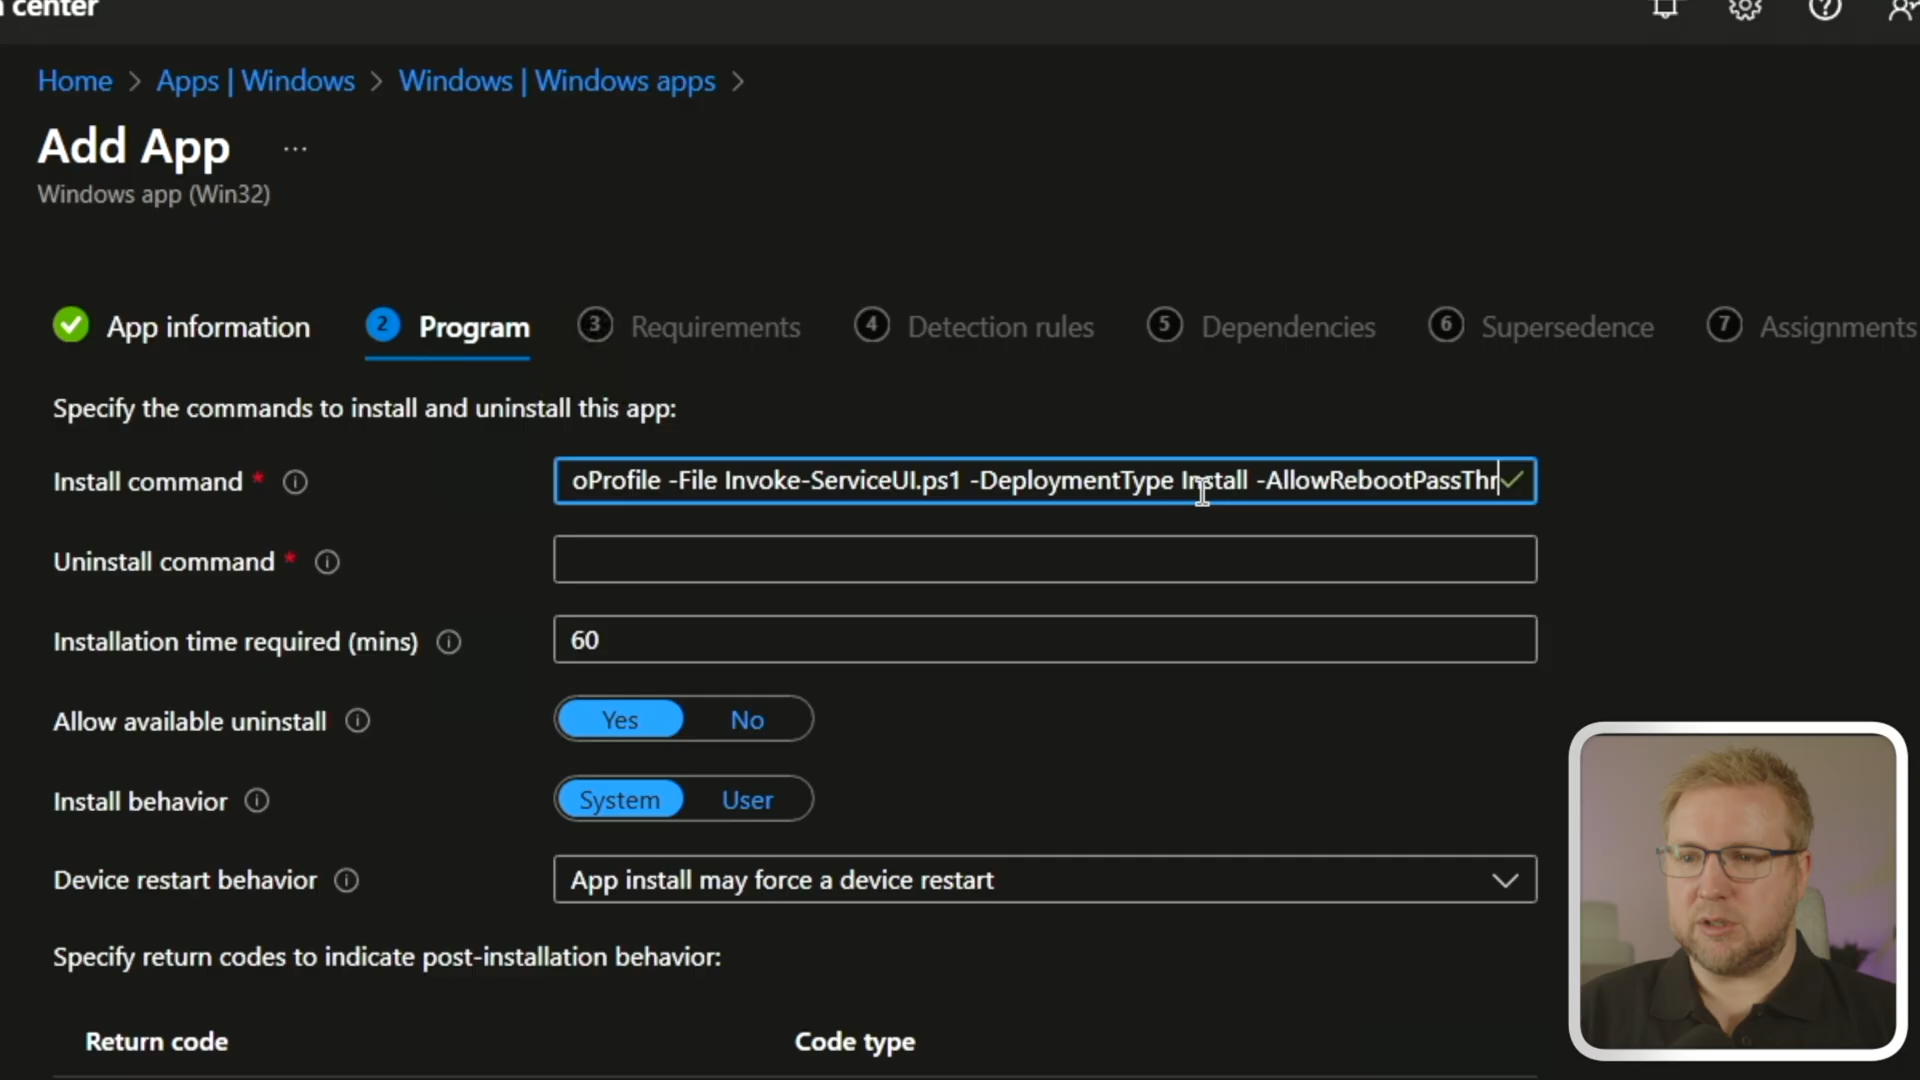 center
Home > Apps | Windows > Windows | Windows apps >
Add App ...
Windows app (Win32)
App information
2 Program
3 Requirements
4 Detection rules
5 Dependencies
6 Supersedence
7 Assignments
Specify the commands to install and uninstall this app:
Install command * oProfile -File Invoke-ServiceUI.ps1 -DeploymentType Install -AllowRebootPassThr
Uninstall command *
Installation time required (mins) 60
Allow available uninstall Yes No
Install behavior System User
Device restart behavior App install may force a device restart
Specify return codes to indicate post-installation behavior:
Return code Code type